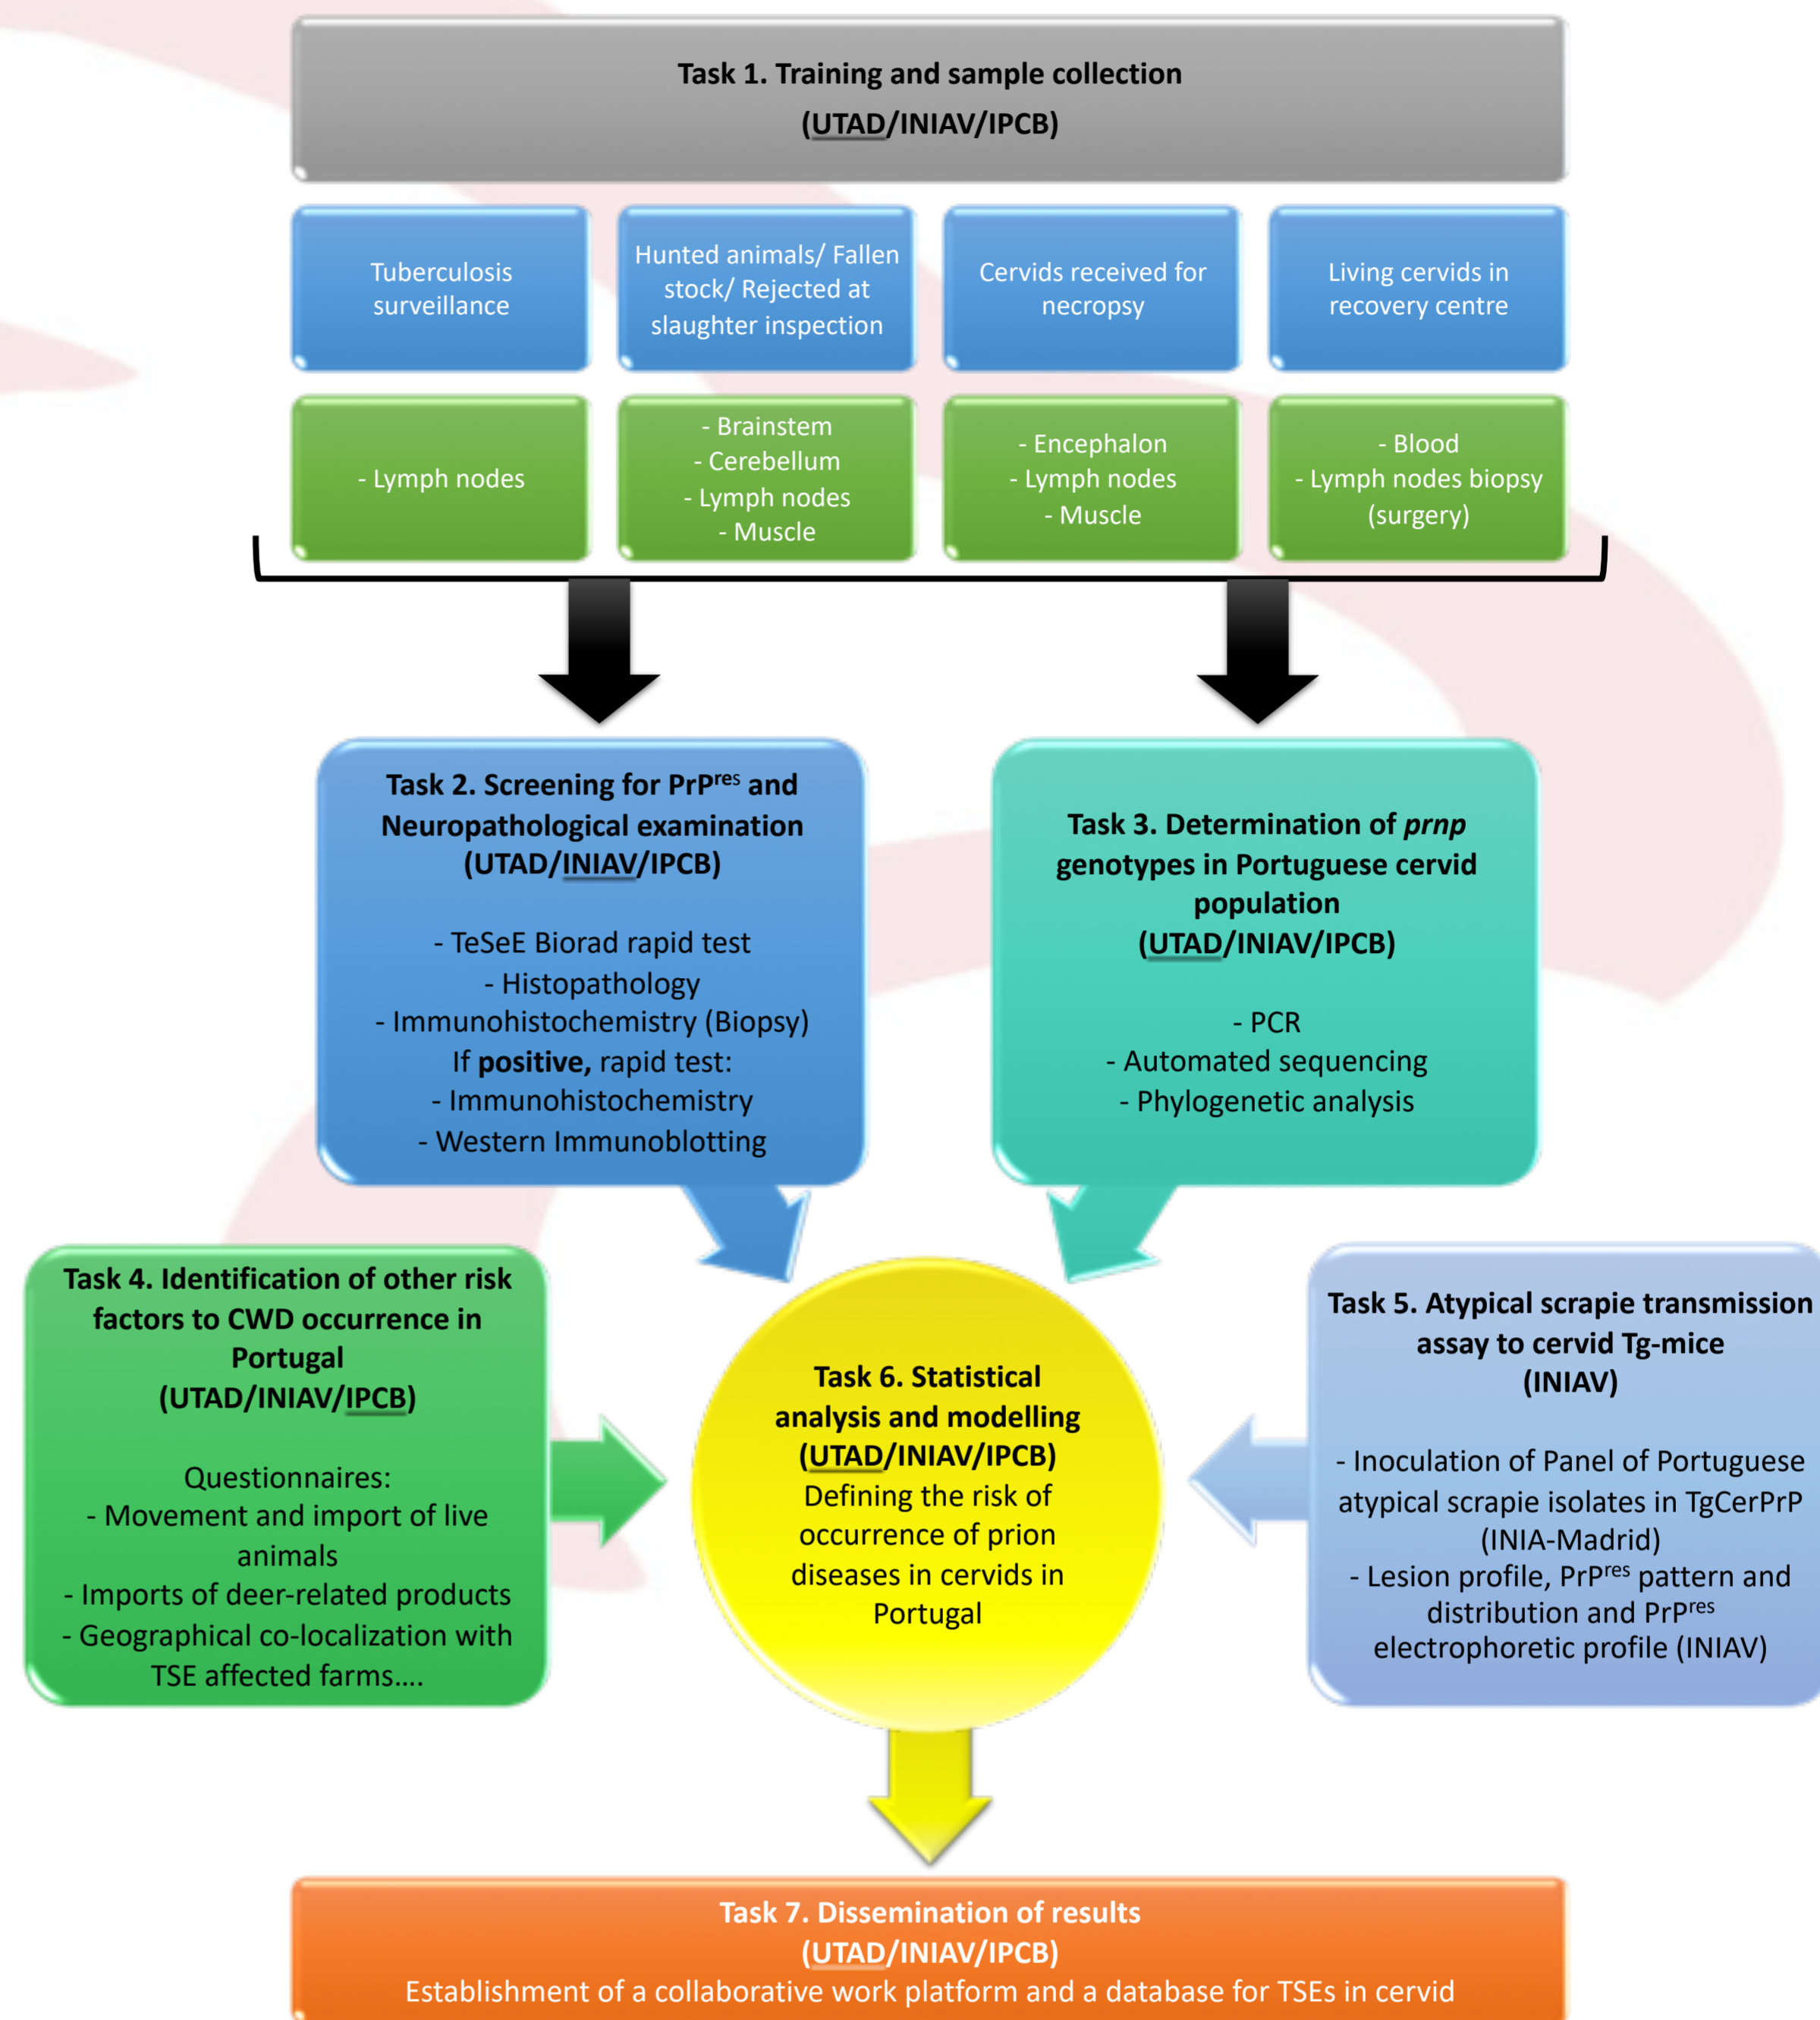 Task 1. Training and sample collection
(UTAD/INIAV/IPCB)
Tuberculosis
surveillance
Hunted animals/ Fallen
stock/ Rejected at
slaughter inspection
Cervids received for
necropsy
Living cervids in
recovery centre
- Lymph nodes
- Brainstem
- Cerebellum
- Lymph nodes
- Muscle
- Encephalon
- Lymph nodes
- Muscle
- Blood
- Lymph nodes biopsy
(surgery)
Task 2. Screening for PrPres and
Neuropathological examination
(UTAD/INIAV/IPCB)
- TeSeE Biorad rapid test
- Histopathology
- Immunohistochemistry (Biopsy)
If positive, rapid test:
- Immunohistochemistry
- Western Immunoblotting
Task 3. Determination of prnp
genotypes in Portuguese cervid
population
(UTAD/INIAV/IPCB)
- PCR
- Automated sequencing
- Phylogenetic analysis
Task 4. Identification of other risk
factors to CWD occurrence in
Portugal
(UTAD/INIAV/IPCB)
Questionnaires:
- Movement and import of live
animals
- Imports of deer-related products
- Geographical co-localization with
TSE affected farms....
Task 6. Statistical
analysis and modelling
(UTAD/INIAV/IPCB)
Defining the risk of
occurrence of prion
diseases in cervids in
Portugal
Task 5. Atypical scrapie transmission
assay to cervid Tg-mice
(INIAV)
- Inoculation of Panel of Portuguese
atypical scrapie isolates in TgCerPrP
(INIA-Madrid)
- Lesion profile, PrPres pattern and
distribution and PrPres
electrophoretic profile (INIAV)
Task 7. Dissemination of results
(UTAD/INIAV/IPCB)
Establishment of a collaborative work platform and a database for TSEs in cervid